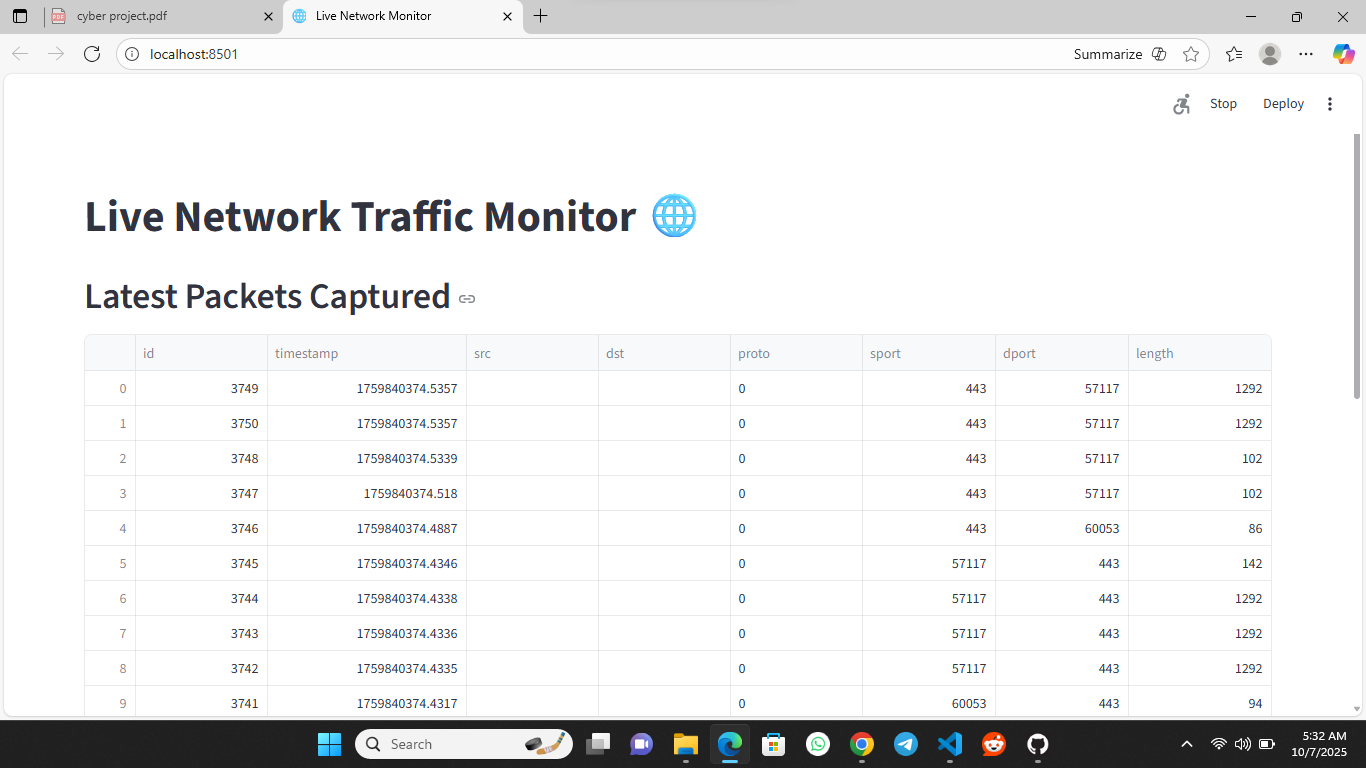 cyber project.pdf
Live Network Monitor
localhost:8501
Summarize
Stop
Deploy
Live Network Traffic Monitor
Latest Packets Captured
id timestamp src dst proto sport dport length
0 3749 1759840374.5357 0 443 57117 1292
1 3750 1759840374.5357 0 443 57117 1292
2 3748 1759840374.5339 0 443 57117 102
3 3747 1759840374.518 0 443 57117 102
4 3746 1759840374.4887 0 443 60053 86
5 3745 1759840374.4346 0 57117 443 142
6 3744 1759840374.4338 0 57117 443 1292
7 3743 1759840374.4336 0 57117 443 1292
8 3742 1759840374.4335 0 57117 443 1292
9 3741 1759840374.4317 0 60053 443 94
Search
5:32 AM
10/7/2025